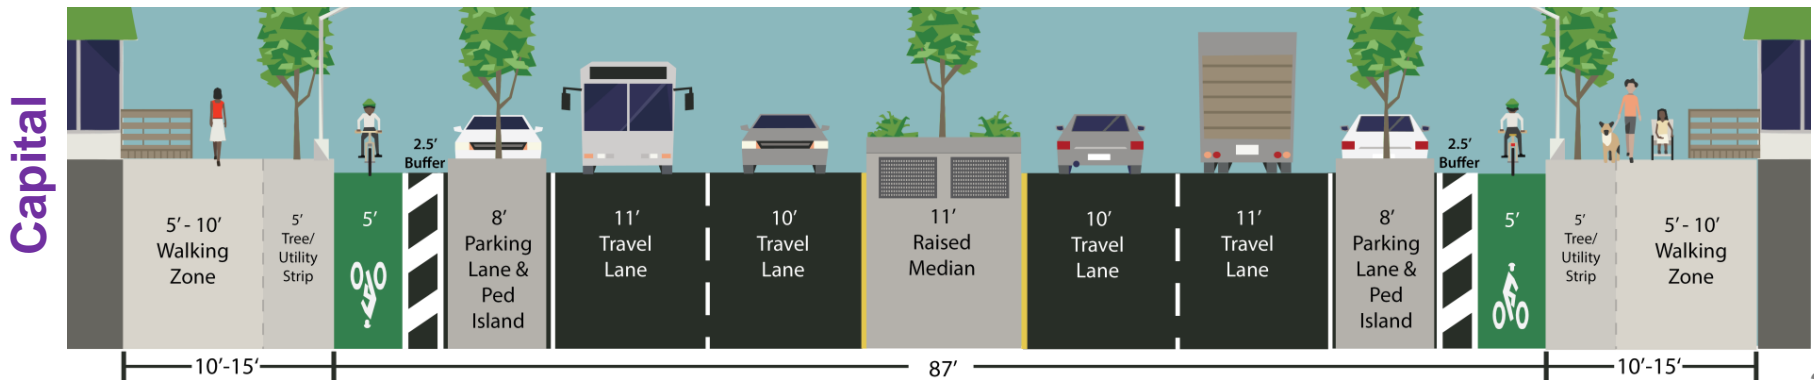 Capital
5’ - 10’
Walking
Zone
5’
Tree/
Utility
Strip
5’
2.5’
Buffer
8’
Parking
Lane &
Ped
Island
11’
Travel
Lane
10’
Travel
Lane
11’
Raised
Median
10’
Travel
Lane
11’
Travel
Lane
8’
Parking
Lane &
Ped
Island
2.5’
Buffer
5’
5’
Tree/
Utility
Strip
5’ - 10’
Walking
Zone
10’-15‘
87’
10’-15‘